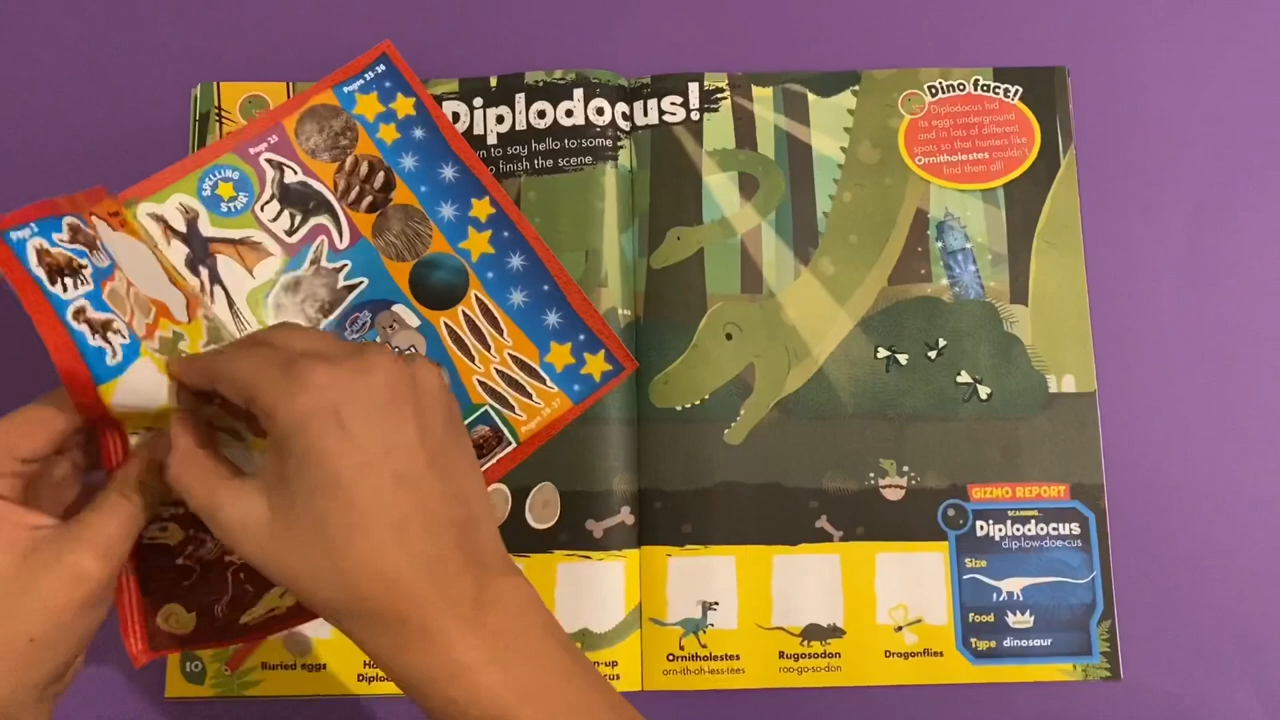 Pages 35-36
Page 25
SPELLING
STAR!
Page 2
Pages 38-37
Diplodocus!
to say hello to some
finish the scene.
Dino fact!
Diplodocus hid
its eggs underground
and in lots of different
spots so that hunters like
Ornitholestes couldn't
find them all!
GIZMO REPORT
SCANNING...
Diplodocus
dip-low-doe-cus
Size
Food
Type dinosaur
10
Buried eggs
Ornitholestes
orn-ith-oh-less-tees
Rugosodon
roo-go-so-don
Dragonflies